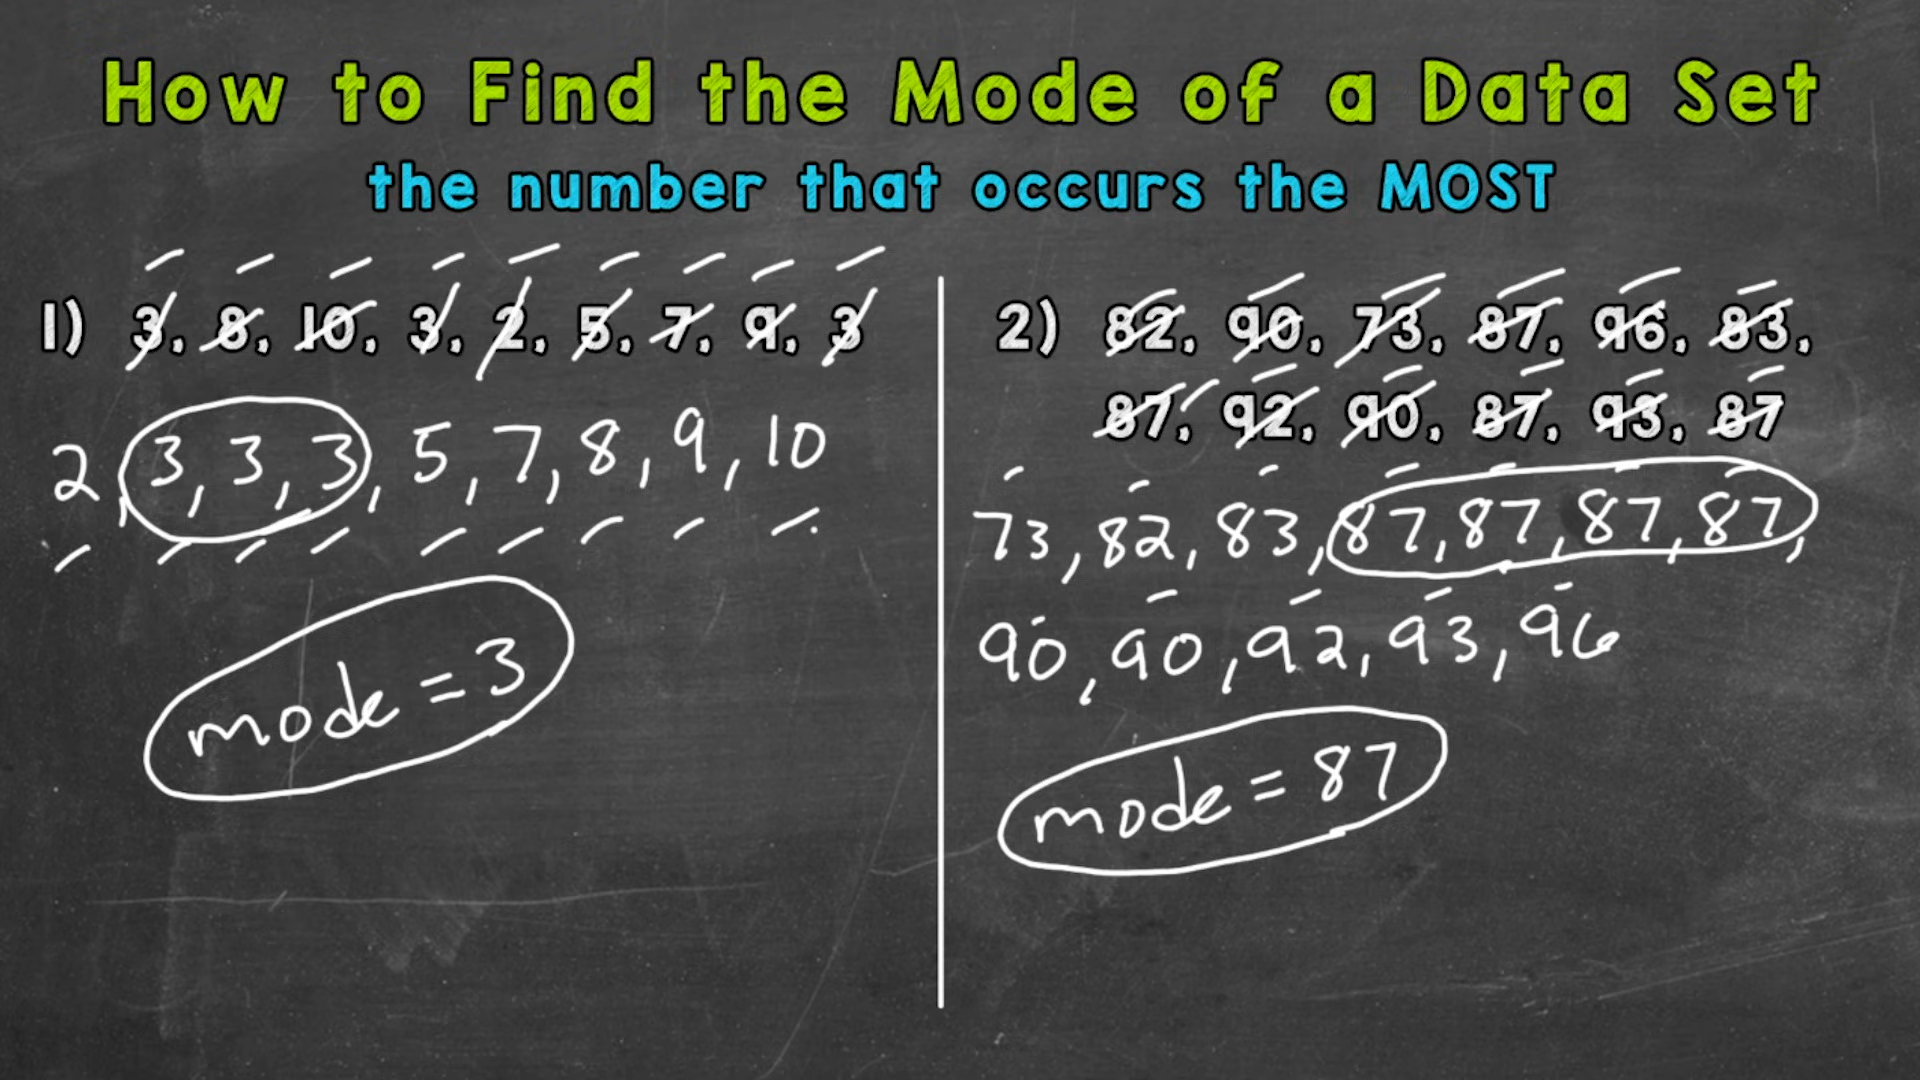 How to Find the Mode of a Data Set
the number that occurs the MOST
1) 3, 8, 10, 3, 2, 5, 7, 9, 3
2, 3, 3, 3, 5, 7, 8, 9, 10
mode = 3
2) 82, 90, 73, 87, 96, 83,
87, 92, 90, 87, 93, 87
73, 82, 83, 87, 87, 87, 87,
90, 90, 92, 93, 96
mode = 87